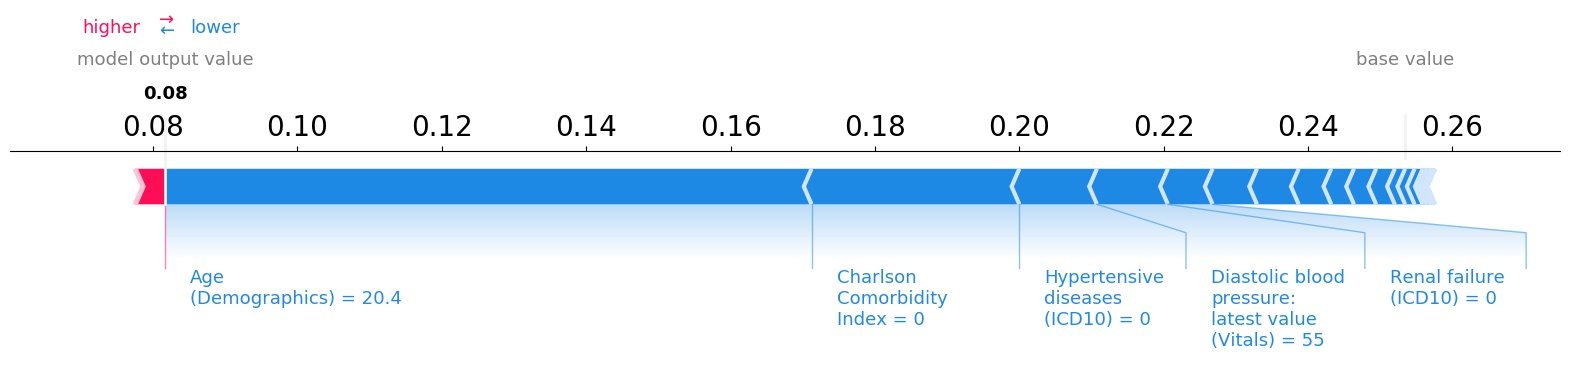 higher ⇄ lower
model output value
base value
0.08
0.08 0.10 0.12 0.14 0.16 0.18 0.20 0.22 0.24 0.26
Age
(Demographics) = 20.4
Charlson
Comorbidity
Index = 0
Hypertensive
diseases
(ICD10) = 0
Diastolic blood
pressure:
latest value
(Vitals) = 55
Renal failure
(ICD10) = 0